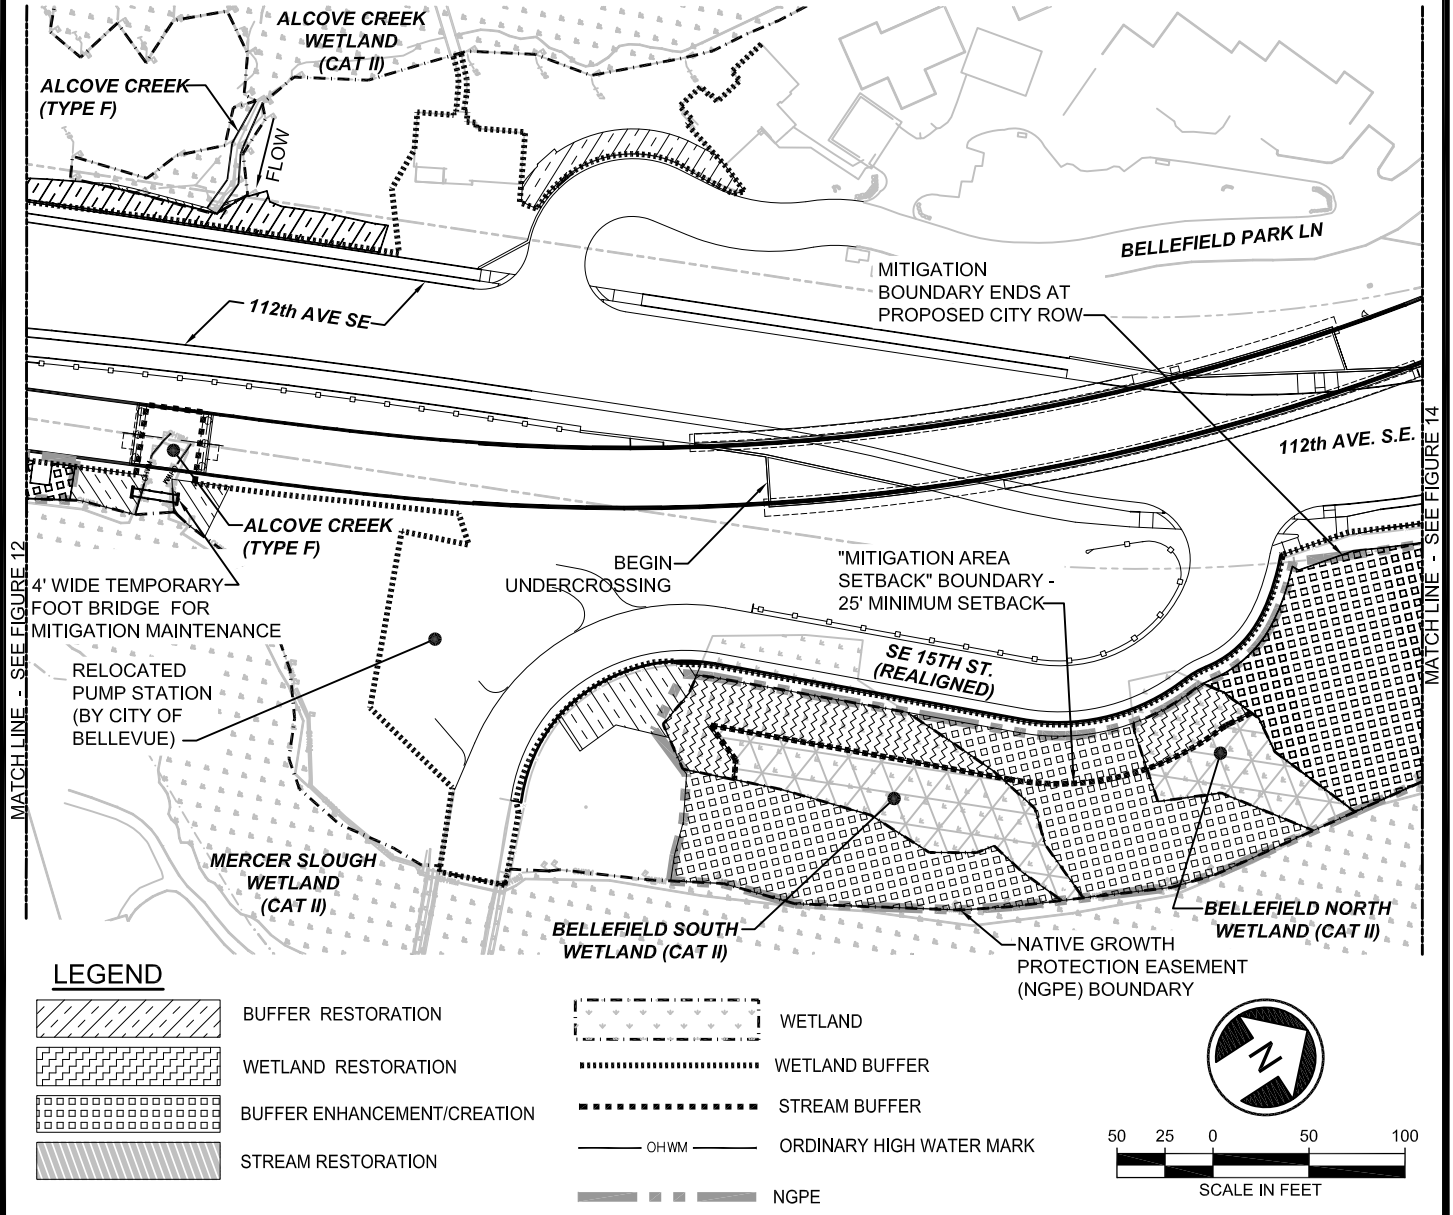 ALCOVE CREEK
WETLAND
(CAT II)
ALCOVE CREEK
(TYPE F)
FLOW
BELLEFIELD PARK LN
MITIGATION
BOUNDARY ENDS AT
PROPOSED CITY ROW
112th AVE SE
112th AVE. S.E.
ALCOVE CREEK
(TYPE F)
BEGIN
UNDERCROSSING
"MITIGATION AREA
SETBACK" BOUNDARY -
25' MINIMUM SETBACK
4' WIDE TEMPORARY
FOOT BRIDGE FOR
MITIGATION MAINTENANCE
SE 15TH ST.
(REALIGNED)
RELOCATED
PUMP STATION
(BY CITY OF
BELLEVUE)
MATCH LINE - SEE FIGURE 12
MATCH LINE - SEE FIGURE 14
MERCER SLOUGH
WETLAND
(CAT II)
BELLEFIELD SOUTH
WETLAND (CAT II)
BELLEFIELD NORTH
WETLAND (CAT II)
NATIVE GROWTH
PROTECTION EASEMENT
(NGPE) BOUNDARY
LEGEND
BUFFER RESTORATION
WETLAND RESTORATION
BUFFER ENHANCEMENT/CREATION
STREAM RESTORATION
WETLAND
WETLAND BUFFER
STREAM BUFFER
OHWM
ORDINARY HIGH WATER MARK
NGPE
N
50 25 0 50 100
SCALE IN FEET